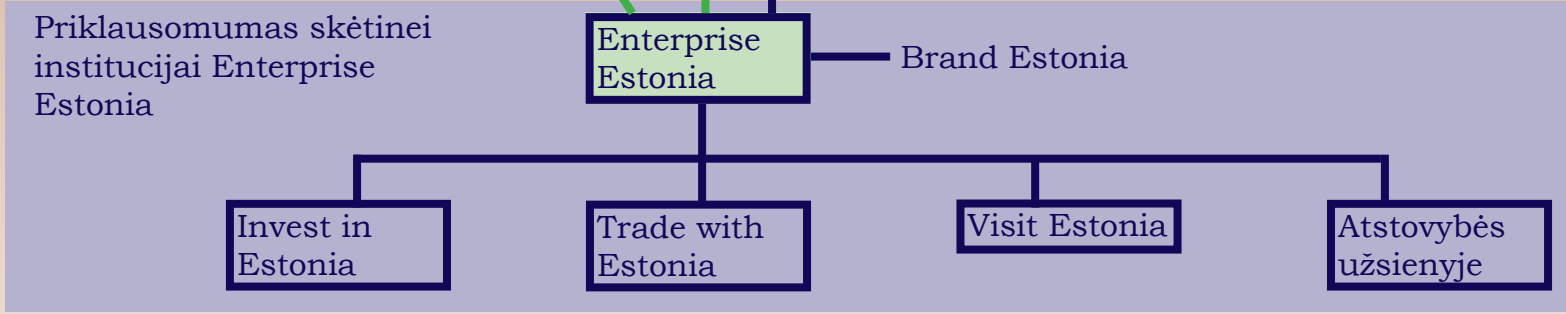 Priklausomumas skėtinei
institucijai Enterprise
Estonia
Enterprise
Estonia
Brand Estonia
Invest in
Estonia
Trade with
Estonia
Visit Estonia
Atstovybės
užsienyje